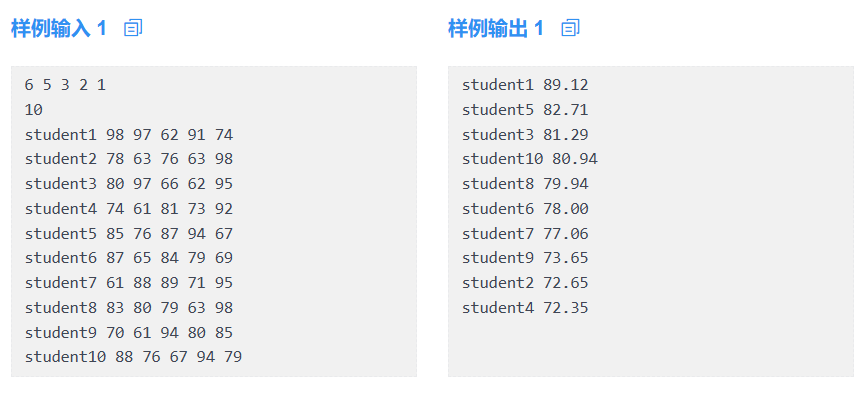 样例输入 1
6 5 3 2 1
10
student1 98 97 62 91 74
student2 78 63 76 63 98
student3 80 97 66 62 95
student4 74 61 81 73 92
student5 85 76 87 94 67
student6 87 65 84 79 69
student7 61 88 89 71 95
student8 83 80 79 63 98
student9 70 61 94 80 85
student10 88 76 67 94 79
样例输出 1
student1 89.12
student5 82.71
student3 81.29
student10 80.94
student8 79.94
student6 78.00
student7 77.06
student9 73.65
student2 72.65
student4 72.35